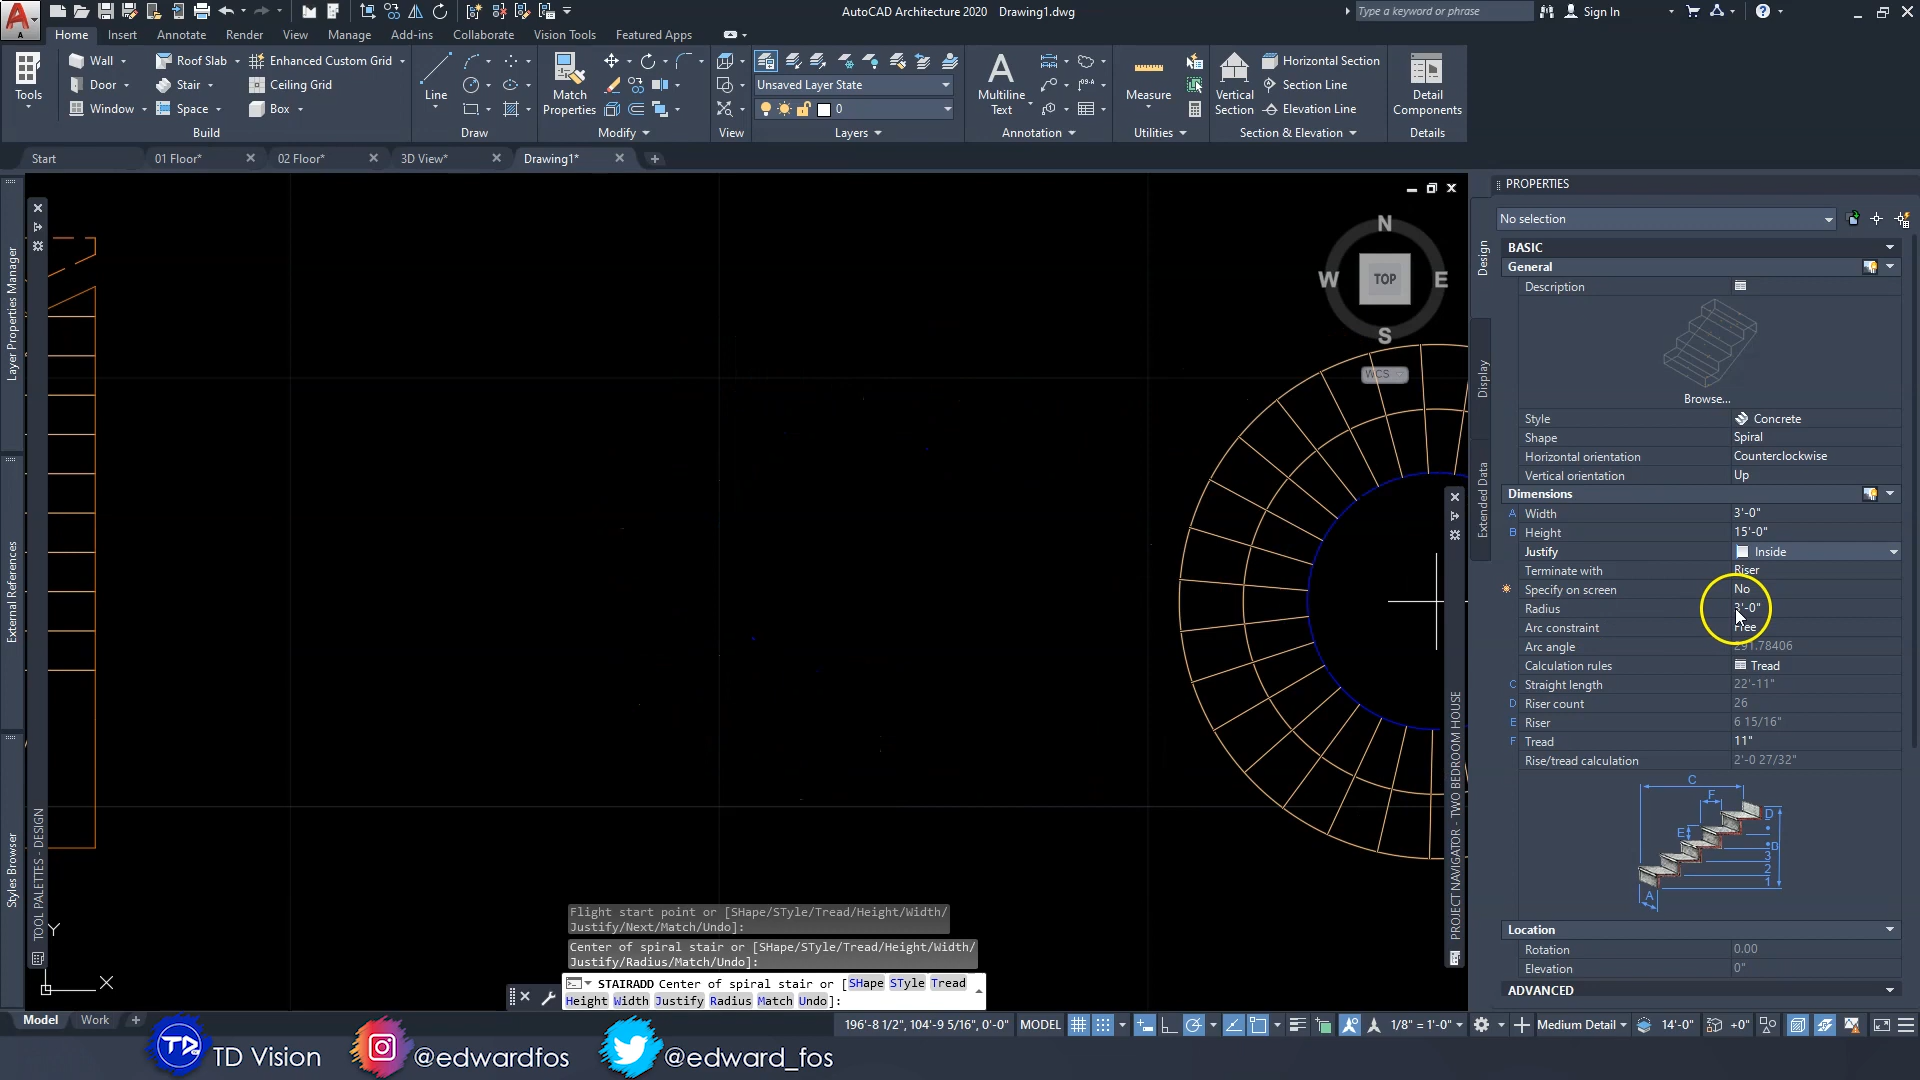 AutoCAD Architecture 2020 Drawing1.dwg
Type a keyword or phrase
Sign In
Home Insert Annotate Render View Manage Add-ins Collaborate Vision Tools Featured Apps
Tools
Wall
Door
Window
Roof Slab
Stair
Space
Enhanced Custom Grid
Ceiling Grid
Box
Build
Line
Draw
Match
Properties
Modify
View
Unsaved Layer State
0
Layers
Multiline
Text
Annotation
Measure
Utilities
Vertical
Section
Horizontal Section
Section Line
Elevation Line
Section & Elevation
Detail
Components
Details
Start
01 Floor*
02 Floor*
3D View*
Drawing1*
Layer Properties Manager
External References
Styles Browser
TOOL PALETTES - DESIGN
N
W TOP E
S
WCS
PROJECT NAVIGATOR - TWO BEDROOM HOUSE
Y
X
Flight start point or [SHape/STyle/Tread/Height/Width/
Justify/Next/Match/Undo]:
Center of spiral stair or [SHape/STyle/Tread/Height/Width/
Justify/Radius/Match/Undo]:
STAIRADD Center of spiral stair or [SHape STyle Tread
Height Width Justify Radius Match Undo]:
PROPERTIES
Design
Display
Extended Data
No selection
BASIC
General
Description
Browse...
Style Concrete
Shape Spiral
Horizontal orientation Counterclockwise
Vertical orientation Up
Dimensions
A Width 3'-0"
B Height 15'-0"
Justify Inside
Terminate with Riser
Specify on screen No
Radius 3'-0"
Arc constraint Free
Arc angle 291.78406
Calculation rules Tread
C Straight length 22'-11"
D Riser count 26
E Riser 6 15/16"
F Tread 11"
Rise/tread calculation 2'-0 27/32"
C
F
D
E
B
3
2
1
A
Location
Rotation 0.00
Elevation 0"
ADVANCED
Model Work
196'-8 1/2", 104'-9 5/16", 0'-0" MODEL 1/8" = 1'-0" Medium Detail 14'-0" +0"
TD TD Vision @edwardfos @edward_fos